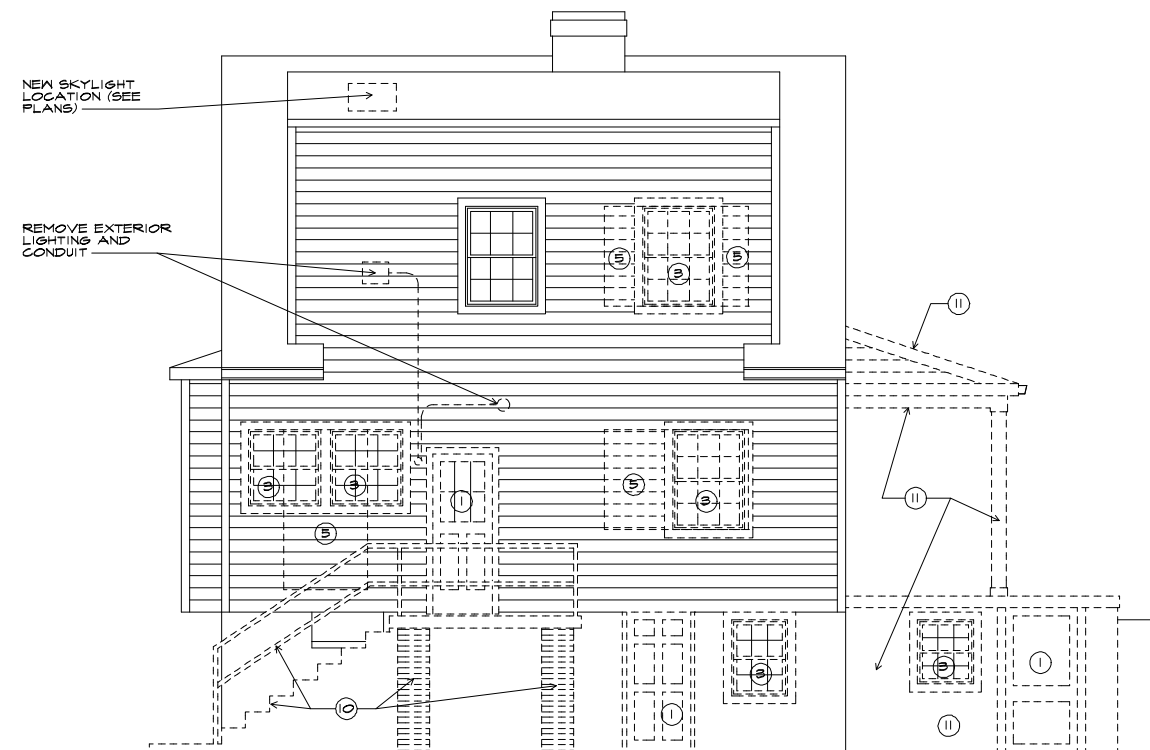 NEW SKYLIGHT
LOCATION (SEE
PLANS)
REMOVE EXTERIOR
LIGHTING AND
CONDUIT
5
3
5
11
3
3
1
5
3
11
5
3
3
1
10
1
11